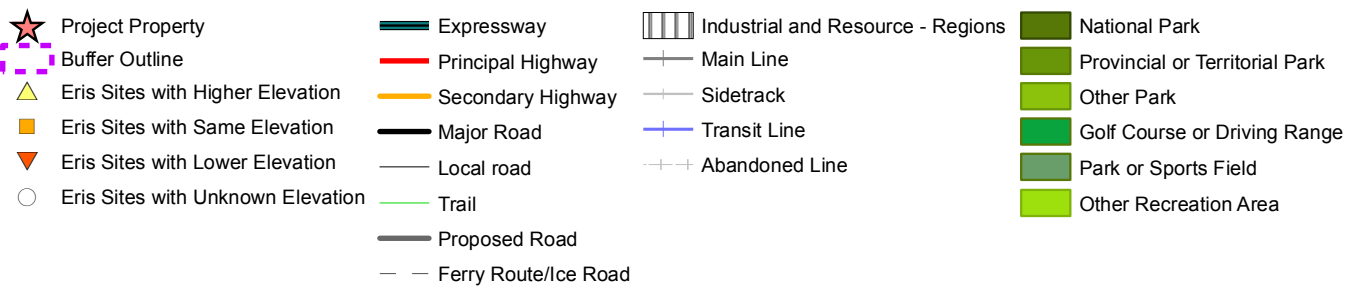 Project Property
Buffer Outline
Eris Sites with Higher Elevation
Eris Sites with Same Elevation
Eris Sites with Lower Elevation
Eris Sites with Unknown Elevation
Expressway
Principal Highway
Secondary Highway
Major Road
Local road
Trail
Proposed Road
Ferry Route/Ice Road
Industrial and Resource - Regions
Main Line
Sidetrack
Transit Line
Abandoned Line
National Park
Provincial or Territorial Park
Other Park
Golf Course or Driving Range
Park or Sports Field
Other Recreation Area